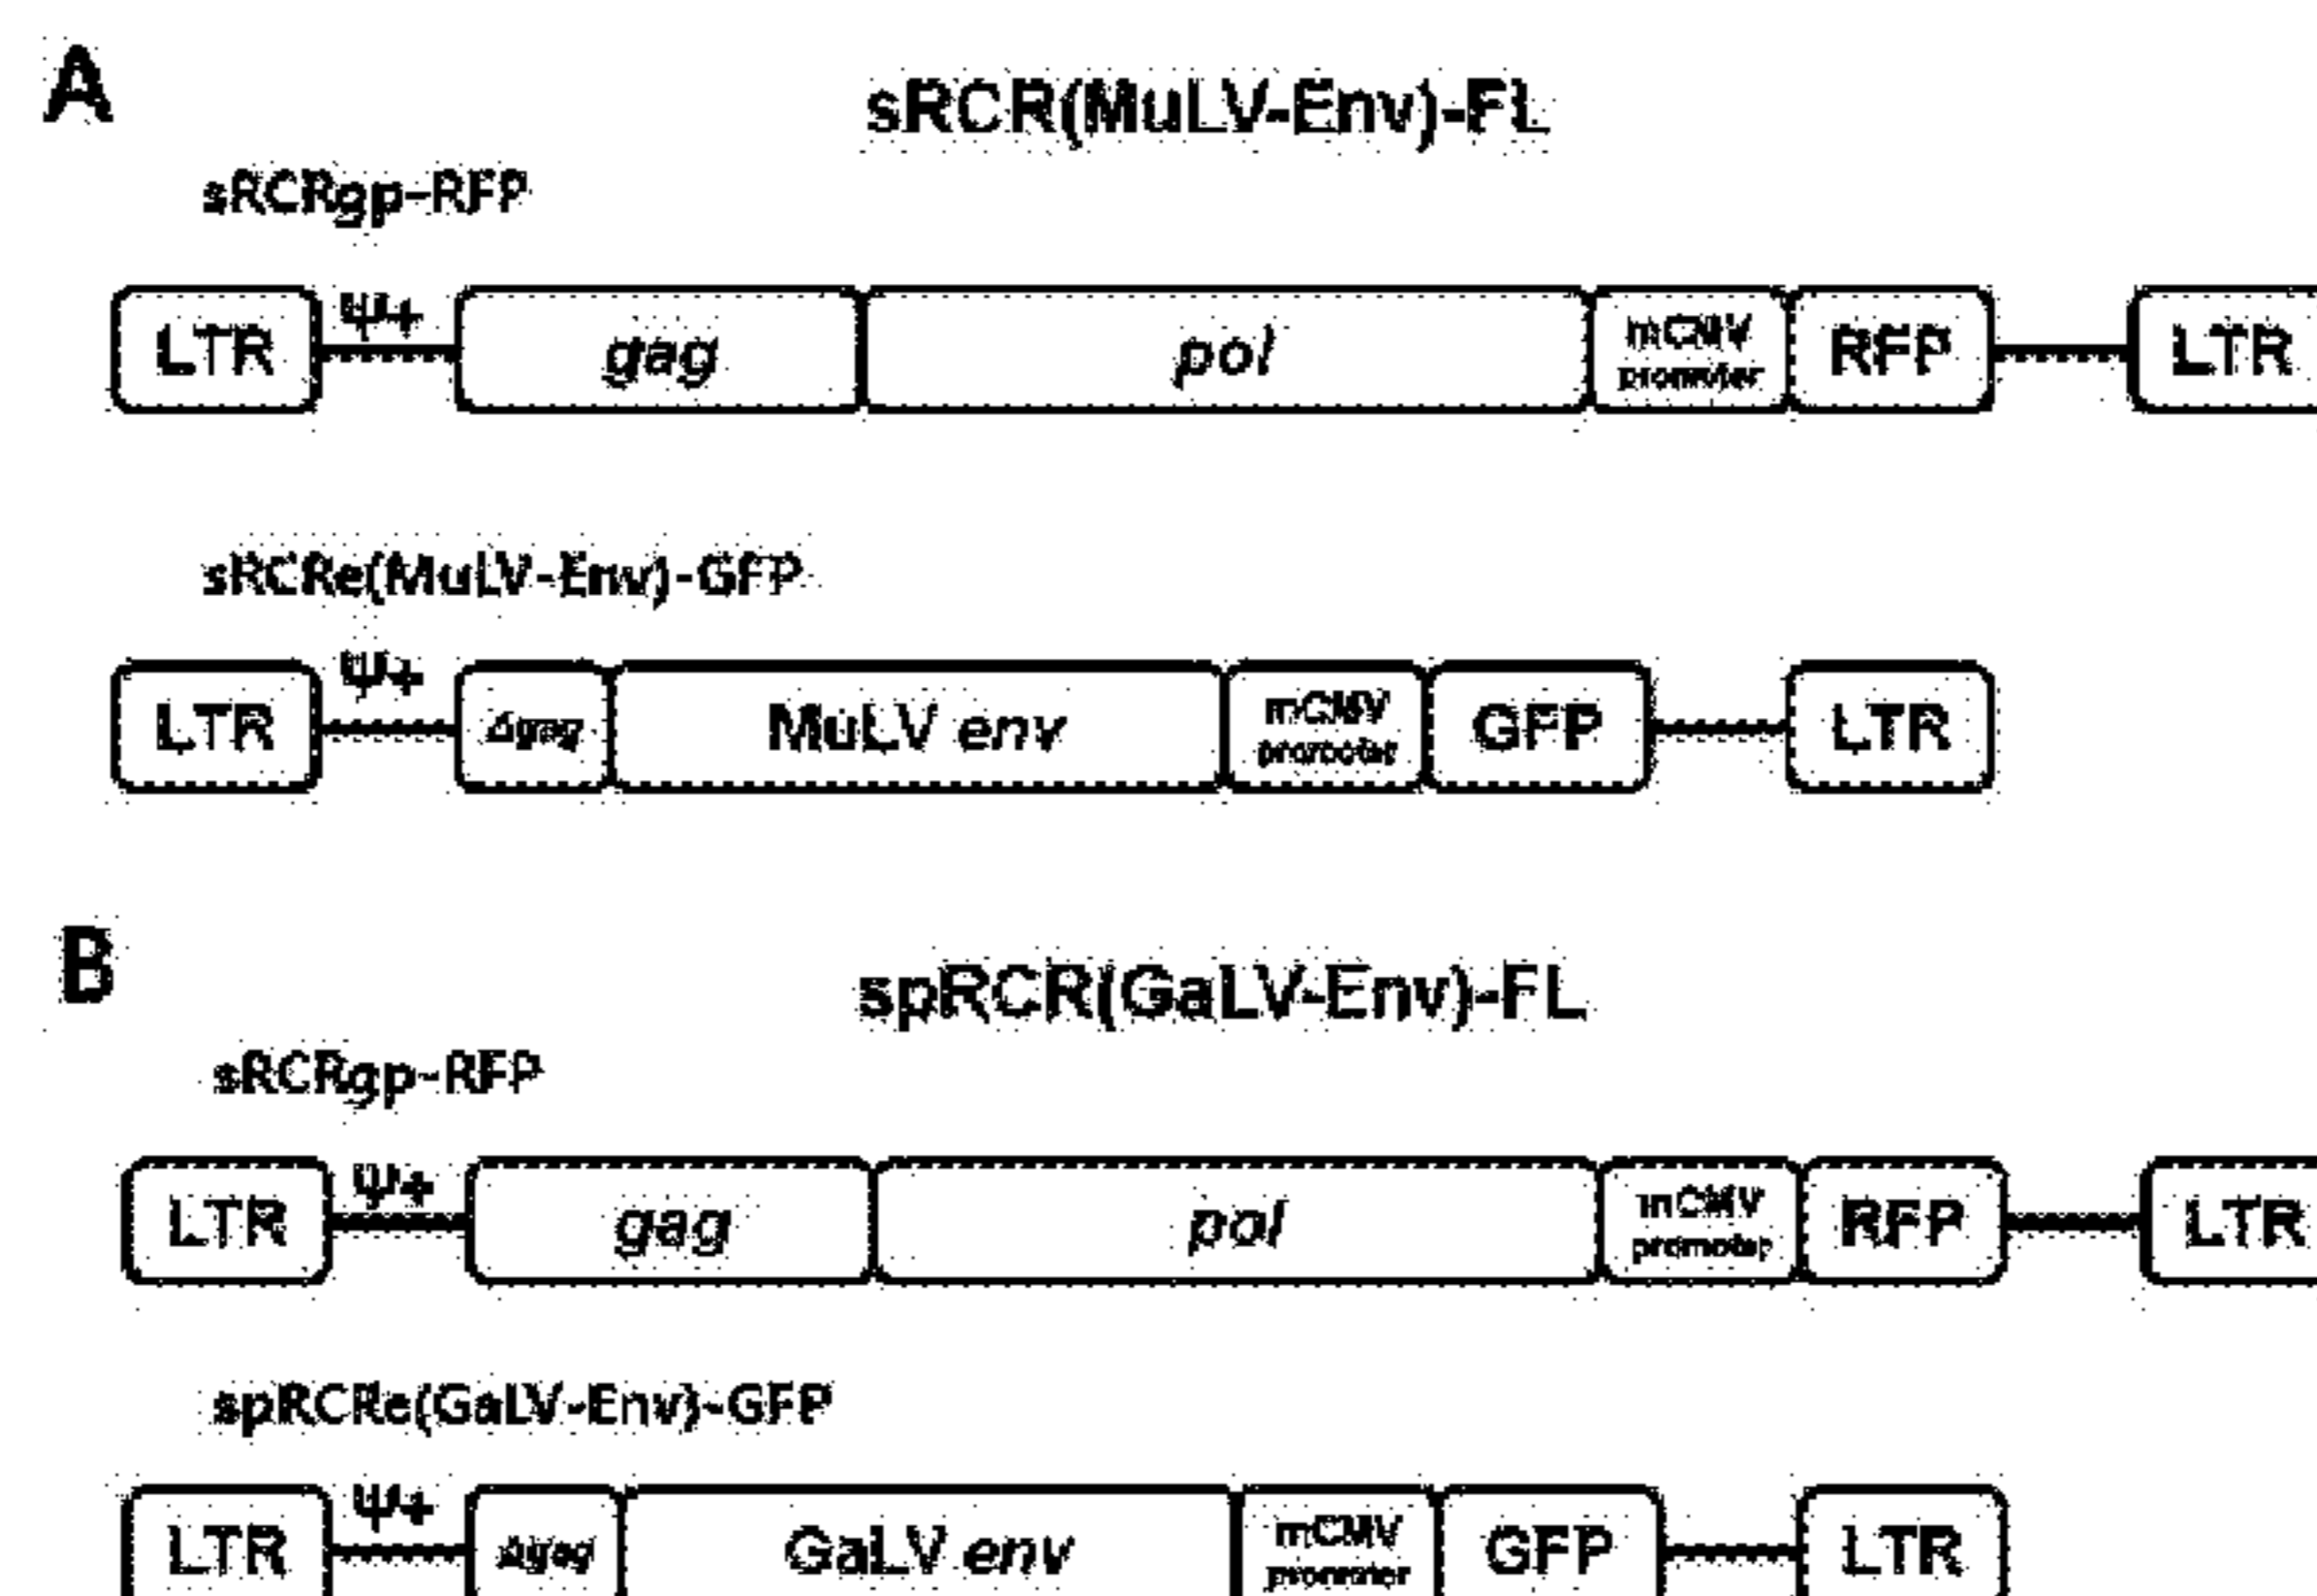 A
sRCR(MuLV-Env)-FL
sRCRgp-RFP
LTR Ψ+ gag pol mCMV promoter RFP LTR
sRCRe(MuLV-Env)-GFP
LTR Ψ+ Δgag MuLV env mCMV promoter GFP LTR
B
spRCR(GaLV-Env)-FL
sRCRgp-RFP
LTR Ψ+ gag pol mCMV promoter RFP LTR
spRCRe(GaLV-Env)-GFP
LTR Ψ+ Δgag GaLV env mCMV promoter GFP LTR